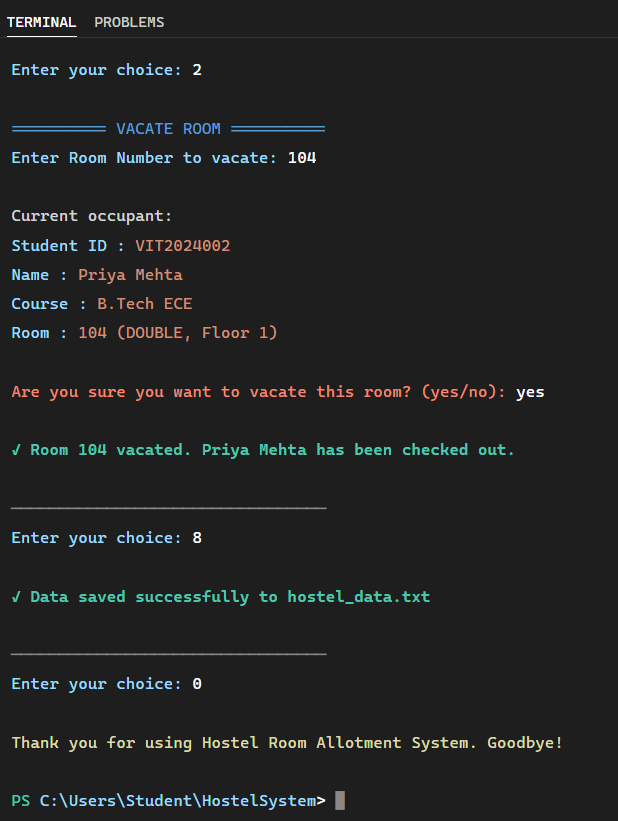 TERMINAL PROBLEMS
Enter your choice: 2
══════════ VACATE ROOM ══════════
Enter Room Number to vacate: 104
Current occupant:
Student ID : VIT2024002
Name : Priya Mehta
Course : B.Tech ECE
Room : 104 (DOUBLE, Floor 1)
Are you sure you want to vacate this room? (yes/no): yes
✓ Room 104 vacated. Priya Mehta has been checked out.
Enter your choice: 8
✓ Data saved successfully to hostel_data.txt
Enter your choice: 0
Thank you for using Hostel Room Allotment System. Goodbye!
PS C:\Users\Student\HostelSystem>